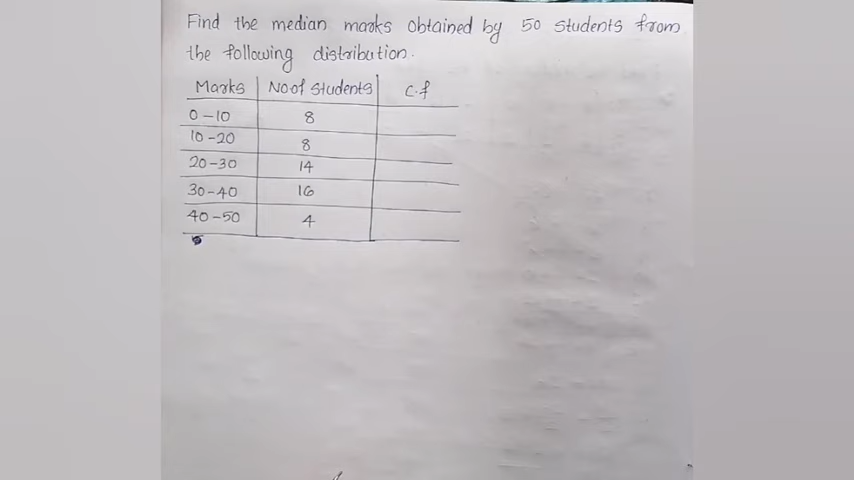 Find the median marks obtained by 50 students from
the following distribution.
Marks No of students c.f
0-10 8
10-20 8
20-30 14
30-40 16
40-50 4